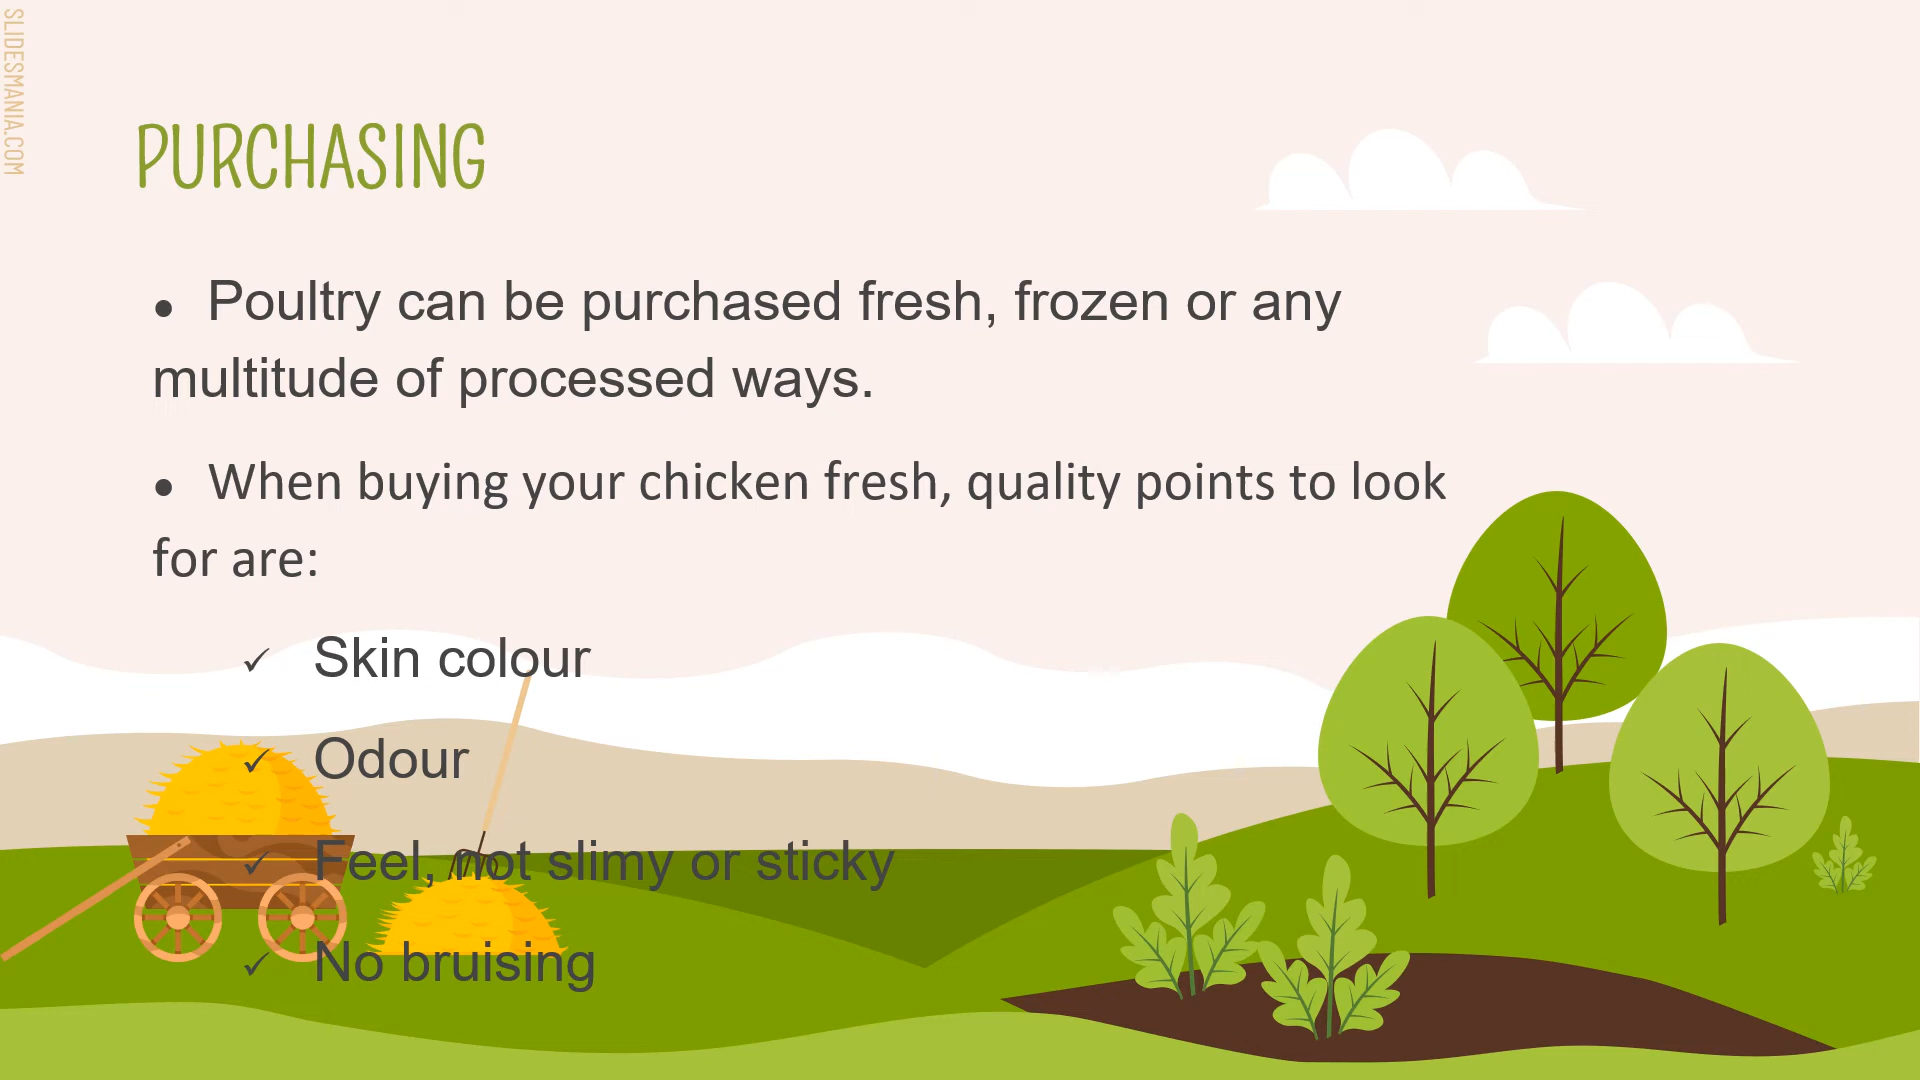 SLIDESMANIA.COM
PURCHASING
● Poultry can be purchased fresh, frozen or any
multitude of processed ways.
● When buying your chicken fresh, quality points to look
for are:
✓ Skin colour
✓ Odour
✓ Feel, not slimy or sticky
✓ No bruising